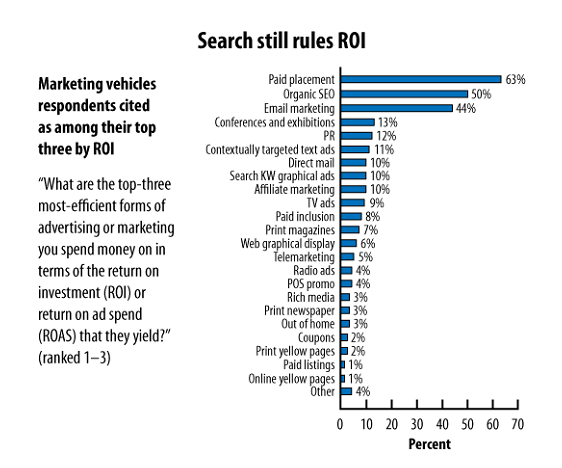 Search still rules ROI
Marketing vehicles
respondents cited
as among their top
three by ROI
“What are the top-three
most-efficient forms of
advertising or marketing
you spend money on in
terms of the return on
investment (ROI) or
return on ad spend
(ROAS) that they yield?”
(ranked 1–3)
Paid placement 63%
Organic SEO 50%
Email marketing 44%
Conferences and exhibitions 13%
PR 12%
Contextually targeted text ads 11%
Direct mail 10%
Search KW graphical ads 10%
Affiliate marketing 10%
TV ads 9%
Paid inclusion 8%
Print magazines 7%
Web graphical display 6%
Telemarketing 5%
Radio ads 4%
POS promo 4%
Rich media 3%
Print newspaper 3%
Out of home 3%
Coupons 2%
Print yellow pages 2%
Paid listings 1%
Online yellow pages 1%
Other 4%
0 10 20 30 40 50 60 70
Percent